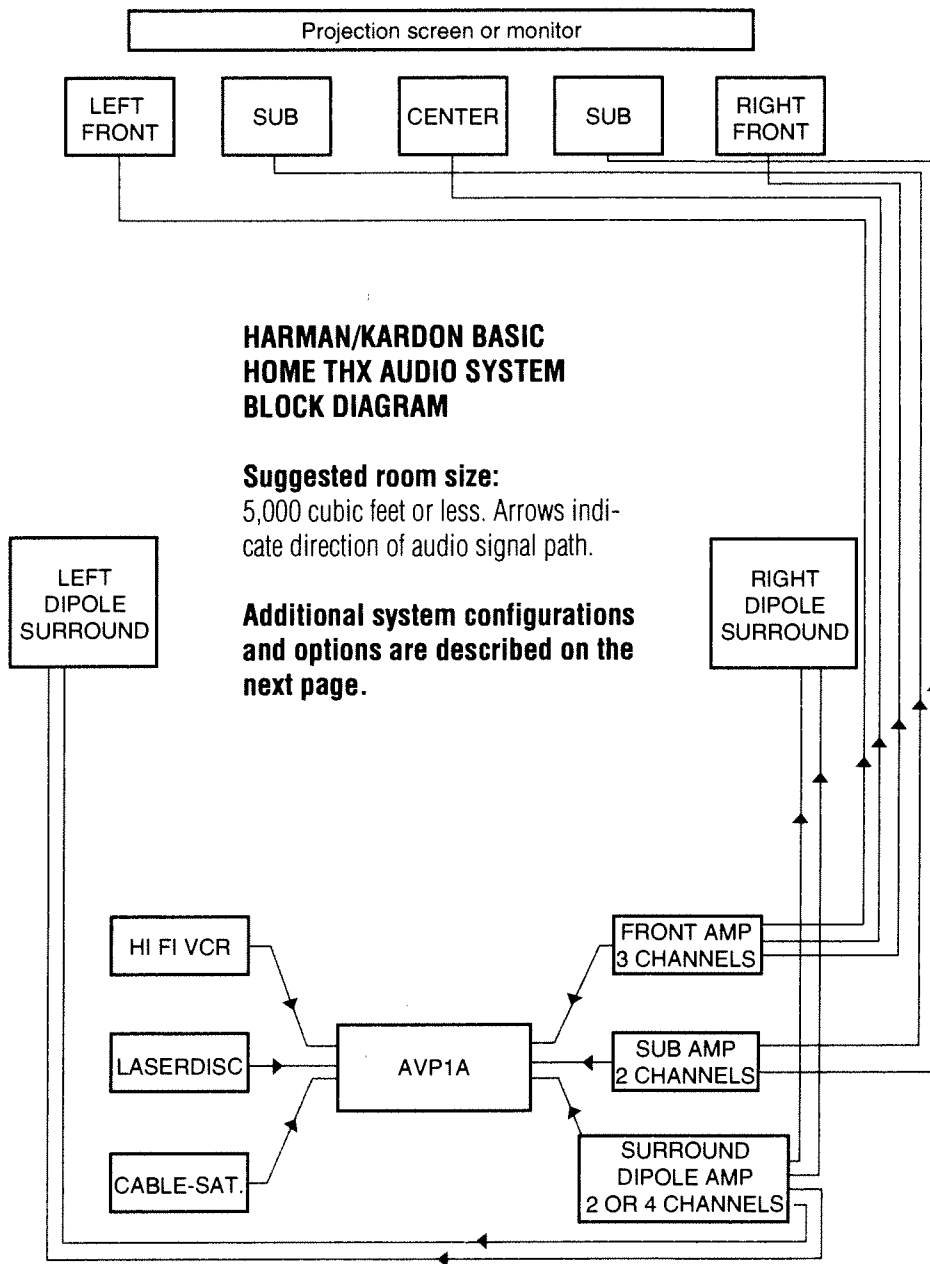 Projection screen or monitor
LEFT
FRONT
SUB
CENTER
SUB
RIGHT
FRONT
HARMAN/KARDON BASIC
HOME THX AUDIO SYSTEM
BLOCK DIAGRAM
Suggested room size:
5,000 cubic feet or less. Arrows indi-
cate direction of audio signal path.
Additional system configurations
and options are described on the
next page.
LEFT
DIPOLE
SURROUND
RIGHT
DIPOLE
SURROUND
HI FI VCR
LASERDISC
CABLE-SAT.
AVP1A
FRONT AMP
3 CHANNELS
SUB AMP
2 CHANNELS
SURROUND
DIPOLE AMP
2 OR 4 CHANNELS